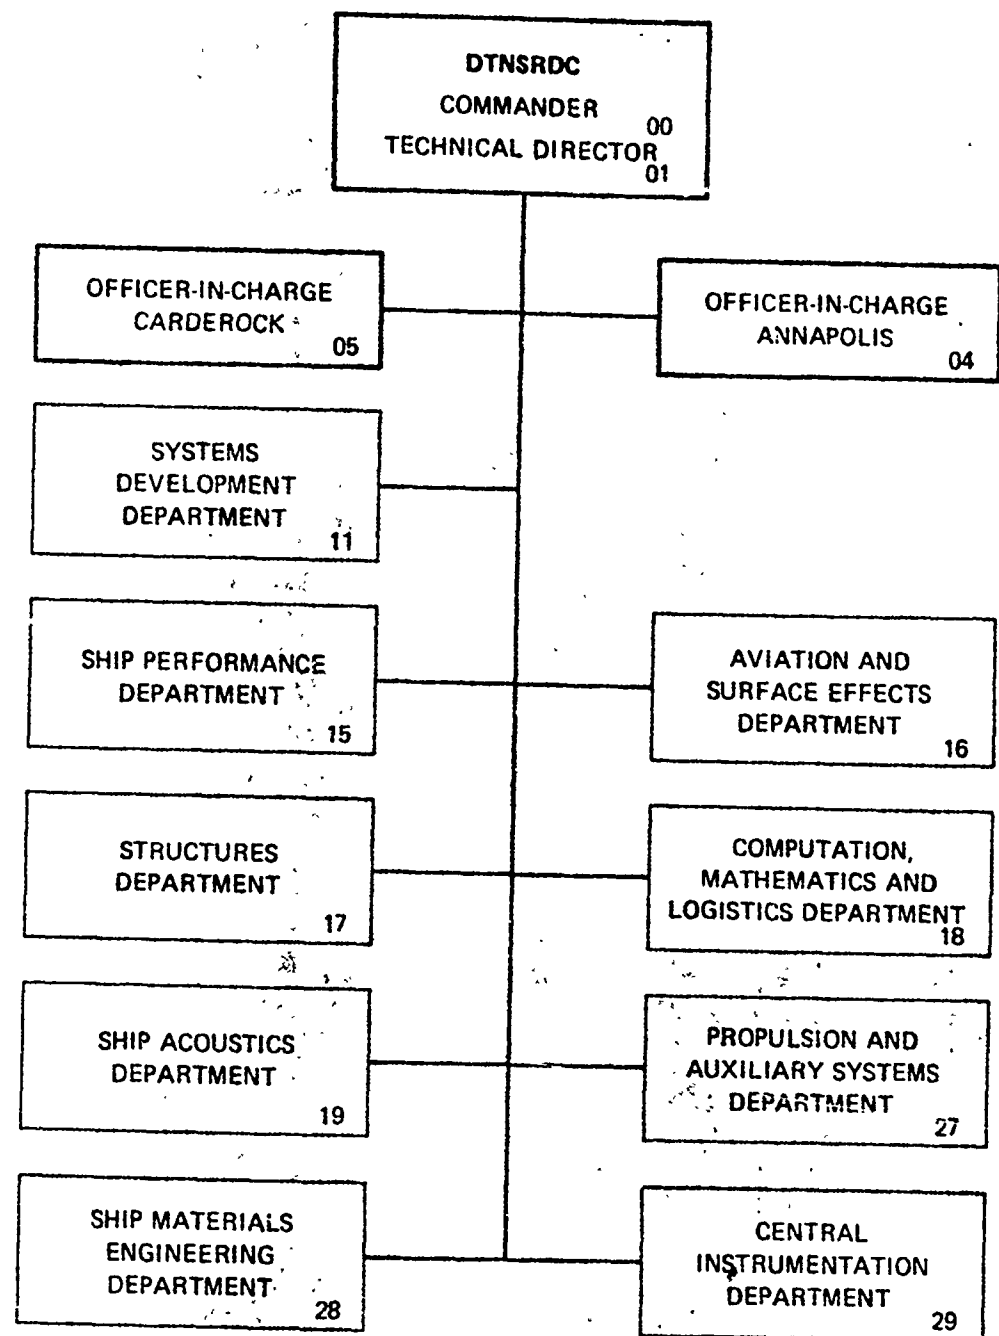 DTNSRDC
COMMANDER
00
TECHNICAL DIRECTOR
01
OFFICER-IN-CHARGE
CARDEROCK
05
OFFICER-IN-CHARGE
ANNAPOLIS
04
SYSTEMS
DEVELOPMENT
DEPARTMENT
11
SHIP PERFORMANCE
DEPARTMENT
15
AVIATION AND
SURFACE EFFECTS
DEPARTMENT
16
STRUCTURES
DEPARTMENT
17
COMPUTATION,
MATHEMATICS AND
LOGISTICS DEPARTMENT
18
SHIP ACOUSTICS
DEPARTMENT
19
PROPULSION AND
AUXILIARY SYSTEMS
DEPARTMENT
27
SHIP MATERIALS
ENGINEERING
DEPARTMENT
28
CENTRAL
INSTRUMENTATION
DEPARTMENT
29